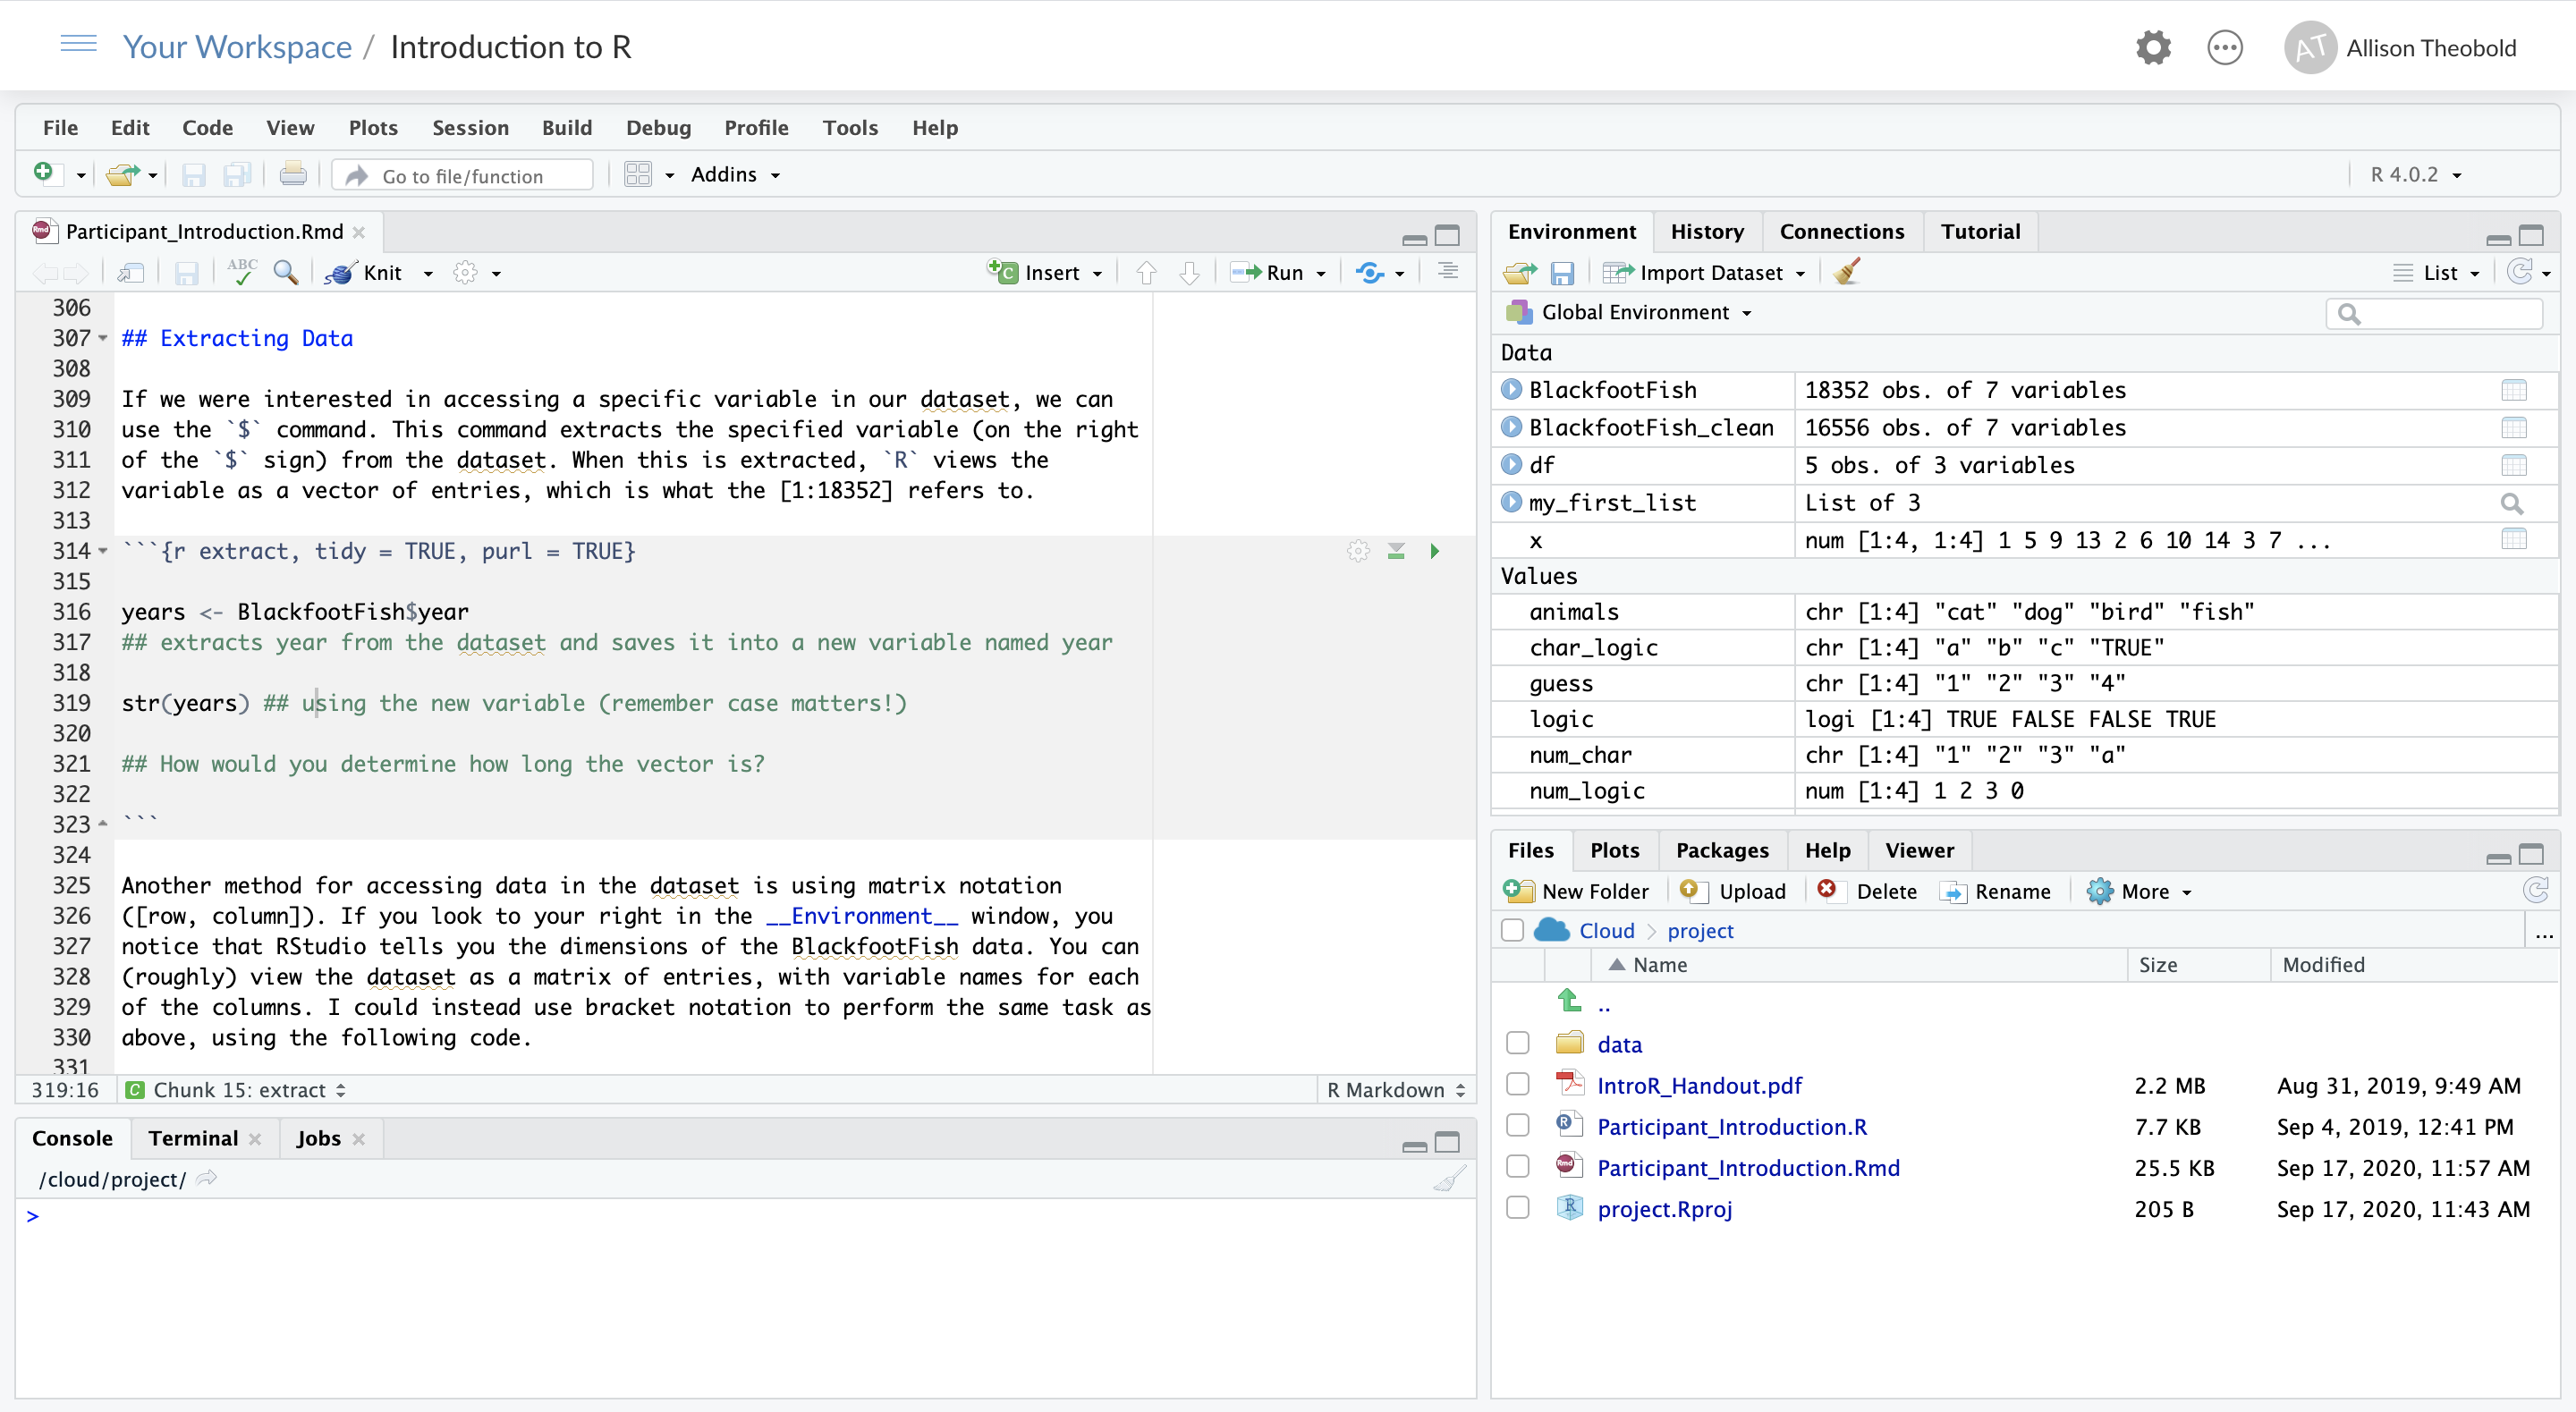 Your Workspace / Introduction to R
AT Allison Theobold
File Edit Code View Plots Session Build Debug Profile Tools Help
Go to file/function Addins R 4.0.2
Participant_Introduction.Rmd
ABC Knit Insert Run
306
307 ## Extracting Data
308
309 If we were interested in accessing a specific variable in our dataset, we can
310 use the `$` command. This command extracts the specified variable (on the right
311 of the `$` sign) from the dataset. When this is extracted, `R` views the
312 variable as a vector of entries, which is what the [1:18352] refers to.
313
314 ```{r extract, tidy = TRUE, purl = TRUE}
315
316 years <- BlackfootFish$year
317 ## extracts year from the dataset and saves it into a new variable named year
318
319 str(years) ## using the new variable (remember case matters!)
320
321 ## How would you determine how long the vector is?
322
323 ```
324
325 Another method for accessing data in the dataset is using matrix notation
326 ([row, column]). If you look to your right in the __Environment__ window, you
327 notice that RStudio tells you the dimensions of the BlackfootFish data. You can
328 (roughly) view the dataset as a matrix of entries, with variable names for each
329 of the columns. I could instead use bracket notation to perform the same task as
330 above, using the following code.
331
319:16 C Chunk 15: extract R Markdown
Console Terminal Jobs
/cloud/project/
>
Environment History Connections Tutorial
Import Dataset List
Global Environment
Data
BlackfootFish 18352 obs. of 7 variables
BlackfootFish_clean 16556 obs. of 7 variables
df 5 obs. of 3 variables
my_first_list List of 3
x num [1:4, 1:4] 1 5 9 13 2 6 10 14 3 7 ...
Values
animals chr [1:4] "cat" "dog" "bird" "fish"
char_logic chr [1:4] "a" "b" "c" "TRUE"
guess chr [1:4] "1" "2" "3" "4"
logic logi [1:4] TRUE FALSE FALSE TRUE
num_char chr [1:4] "1" "2" "3" "a"
num_logic num [1:4] 1 2 3 0
Files Plots Packages Help Viewer
New Folder Upload Delete Rename More
Cloud project ...
Name Size Modified
..
data
IntroR_Handout.pdf 2.2 MB Aug 31, 2019, 9:49 AM
Participant_Introduction.R 7.7 KB Sep 4, 2019, 12:41 PM
Participant_Introduction.Rmd 25.5 KB Sep 17, 2020, 11:57 AM
project.Rproj 205 B Sep 17, 2020, 11:43 AM